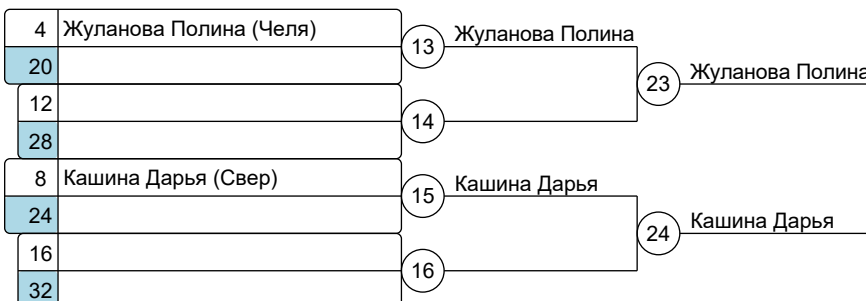 4 Жуланова Полина (Челя)
13 Жуланова Полина
20
23 Жуланова Полина
12
14
28
8 Кашина Дарья (Свер)
15 Кашина Дарья
24
24 Кашина Дарья
16
16
32